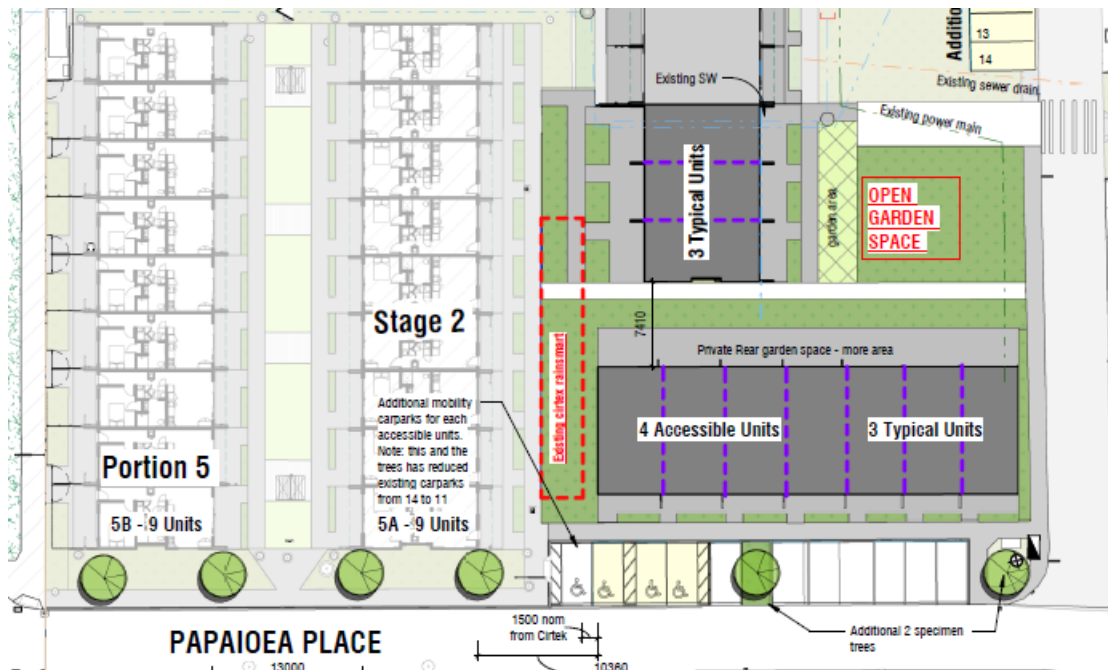 Additi
13
14
Existing SW
Existing sewer drain
Existing power main
3 Typical Units
garden area
OPEN
GARDEN
SPACE
Stage 2
7410
Private Rear garden space - more area
Existing cirtex rainsmart
Additional mobility
carparks for each
accessible units.
Note: this and the
trees has reduced
existing carparks
from 14 to 11
4 Accessible Units
3 Typical Units
Portion 5
5B - 9 Units
5A - 9 Units
1500 nom
from Cirtek
Additional 2 specimen
trees
PAPAIOEA PLACE
13000
10360